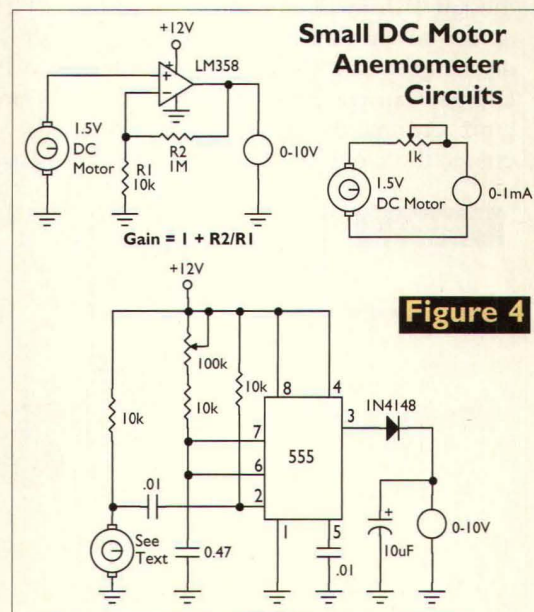 Small DC Motor
Anemometer
Circuits
+12V
LM358
+
-
1.5V
DC
Motor
R1
10k
R2
1M
0-10V
Gain = 1 + R2/R1
1k
1.5V
DC Motor
0-1mA
Figure 4
+12V
100k
10k
10k
10k
8
4
7
6
2
3
555
1
5
1N4148
.01
See
Text
0.47
.01
+
10uF
0-10V